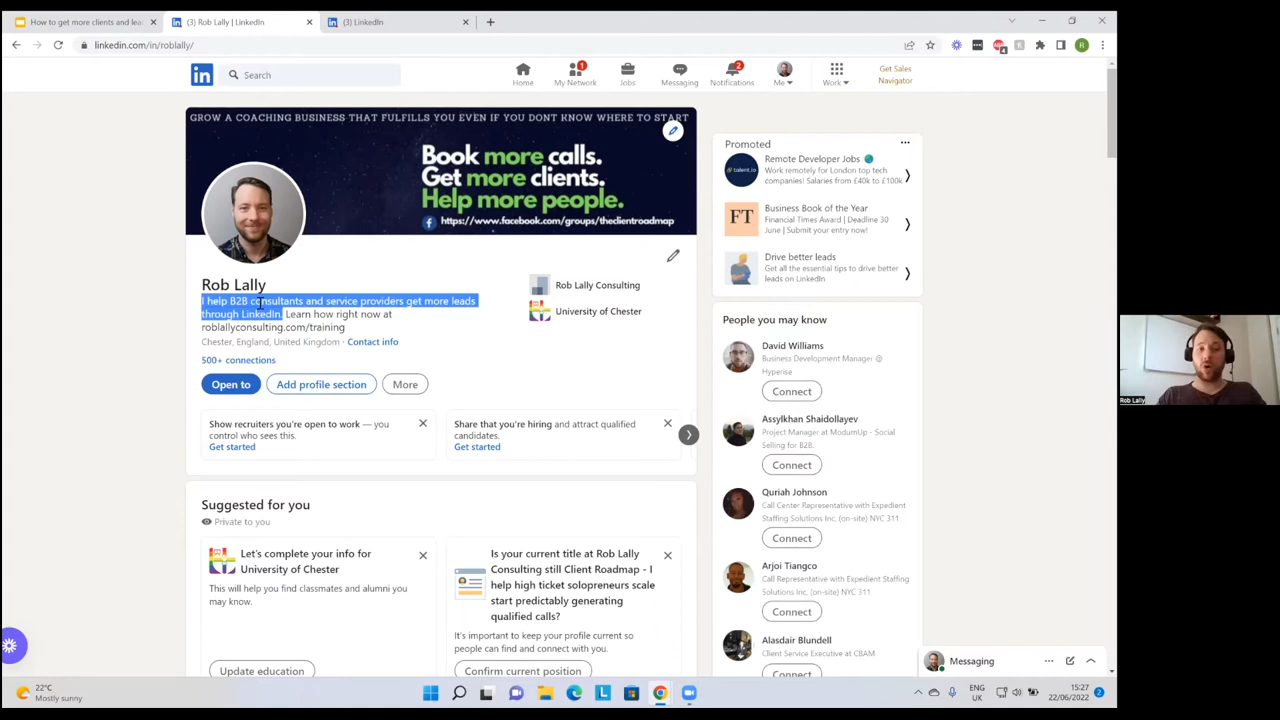 How to get more clients and lea
(3) Rob Lally | LinkedIn
(3) LinkedIn
linkedin.com/in/roblally/
R
in
Search
Home
My Network
1
Jobs
Messaging
Notifications
2
Me
Work
Get Sales
Navigator
GROW A COACHING BUSINESS THAT FULFILLS YOU EVEN IF YOU DONT KNOW WHERE TO START
Book more calls.
Get more clients.
Help more people.
https://www.facebook.com/groups/theclientroadmap
Rob Lally
I help B2B consultants and service providers get more leads
through LinkedIn. Learn how right now at
roblallyconsulting.com/training
Chester, England, United Kingdom · Contact info
500+ connections
Rob Lally Consulting
University of Chester
Open to
Add profile section
More
Show recruiters you're open to work — you
control who sees this.
Get started
Share that you're hiring and attract qualified
candidates.
Get started
Suggested for you
Private to you
Let's complete your info for
University of Chester
This will help you find classmates and alumni you
may know.
Update education
Is your current title at Rob Lally
Consulting still Client Roadmap - I
help high ticket solopreneurs scale
start predictably generating
qualified calls?
It's important to keep your profile current so
people can find and connect with you.
Confirm current position
Promoted
talent.io
Remote Developer Jobs
Work remotely for London top tech
companies! Salaries from £40k to £100k
FT
Business Book of the Year
Financial Times Award | Deadline 30
June | Submit your entry now!
Drive better leads
Get all the essential tips to drive better
leads on LinkedIn
People you may know
David Williams
Business Development Manager @
Hyperise
Connect
Assylkhan Shaidollayev
Project Manager at ModumUp - Social
Selling for B2B.
Connect
Quriah Johnson
Call Center Representative with Expedient
Staffing Solutions Inc, (on-site) NYC 311
Connect
Arjoi Tiangco
Call Representative with Expedient Staffing
Solutions Inc, (on-site) NYC 311
Connect
Alasdair Blundell
Client Service Executive at CBAM
Connect
Messaging
Rob Lally
22°C
Mostly sunny
L
ENG
UK
15:27
22/06/2022
2